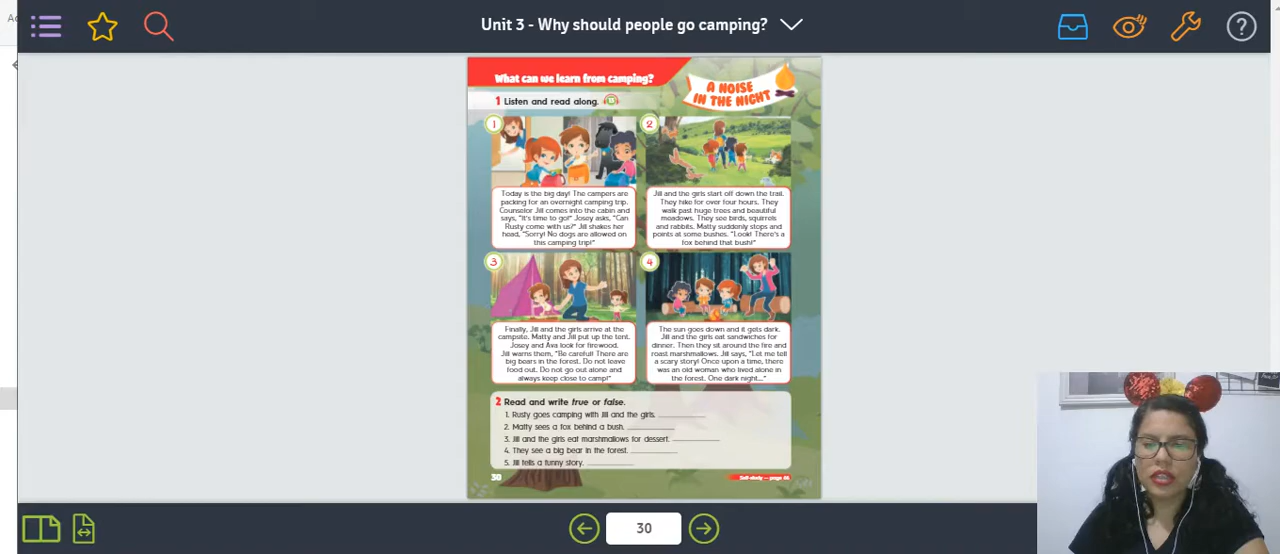 Unit 3 - Why should people go camping?
What can we learn from camping?
A NOISE
IN THE NIGHT
1 Listen and read along.
1
Today is the big day! The campers are
packing for an overnight camping trip.
Counselor Jill comes into the cabin and
says, "It's time to go!" Josey asks, "Can
Rusty come with us?" Jill shakes her
head, "Sorry! No dogs are allowed on
this camping trip!"
2
Jill and the girls start off down the trail.
They hike for over four hours. They
walk past huge trees and beautiful
meadows. They see birds, squirrels
and rabbits. Matty suddenly stops and
points at some bushes. "Look! There's a
fox behind that bush!"
3
Finally, Jill and the girls arrive at the
campsite. Matty and Jill put up the tent.
Josey and Ava look for firewood.
Jill warns them, "Be careful! There are
big bears in the forest. Do not leave
food out. Do not go out alone and
always keep close to camp!"
4
The sun goes down and it gets dark.
Jill and the girls eat sandwiches for
dinner. Then they sit around the fire and
roast marshmallows. Jill says, "Let me tell
a scary story! Once upon a time, there
was an old woman who lived alone in
the forest. One dark night..."
2 Read and write true or false.
1. Rusty goes camping with Jill and the girls.
2. Matty sees a fox behind a bush.
3. Jill and the girls eat marshmallows for dessert.
4. They see a big bear in the forest.
5. Jill tells a funny story.
30
30